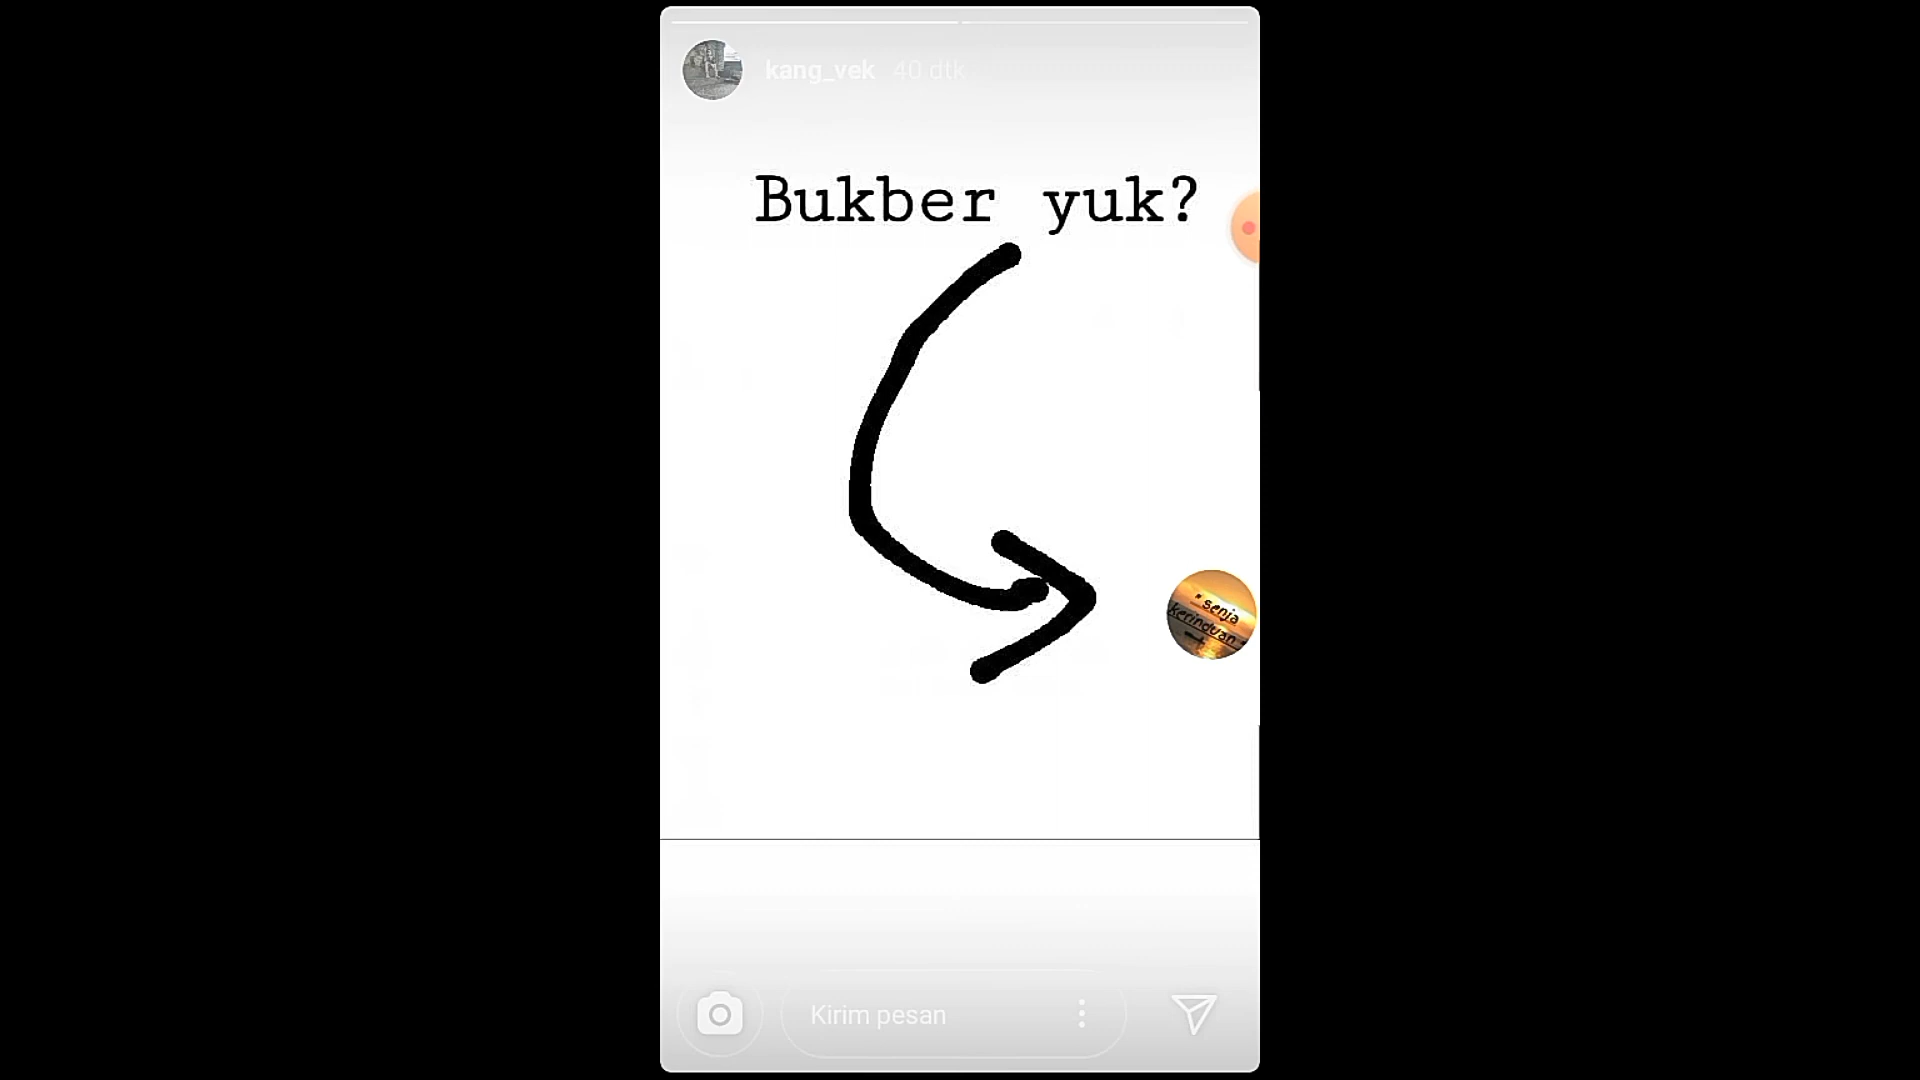 kang_vek 40 dtk
Bukber yuk?
"senja
kerinduan"
Kirim pesan